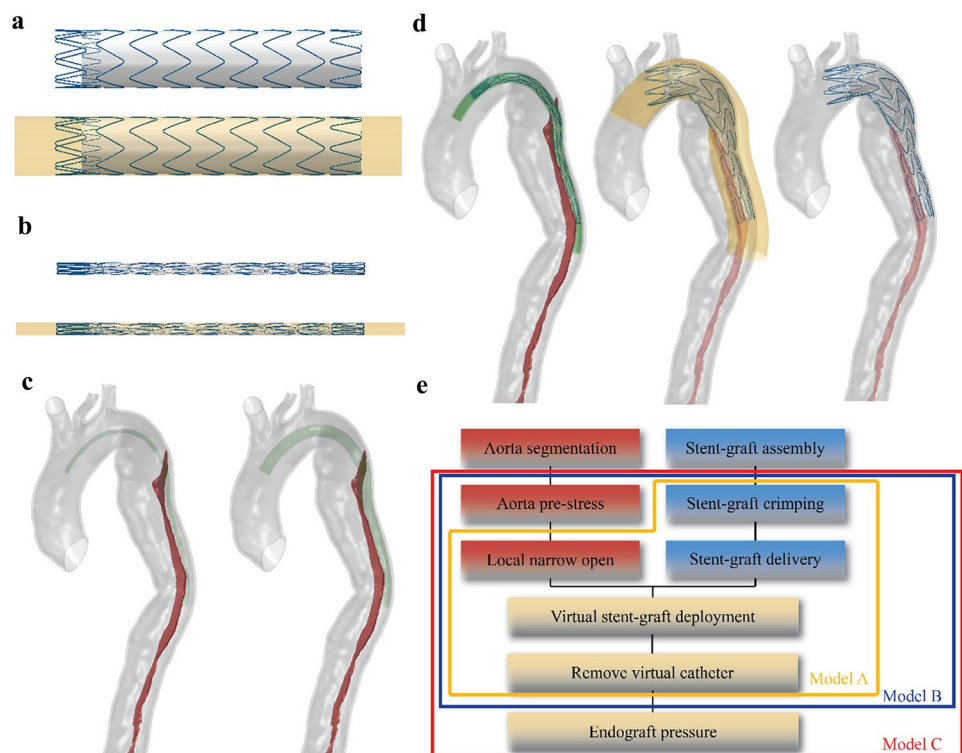 a
b
c
d
e
Aorta segmentation
Stent-graft assembly
Aorta pre-stress
Stent-graft crimping
Local narrow open
Stent-graft delivery
Virtual stent-graft deployment
Remove virtual catheter
Model A
Model B
Endograft pressure
Model C